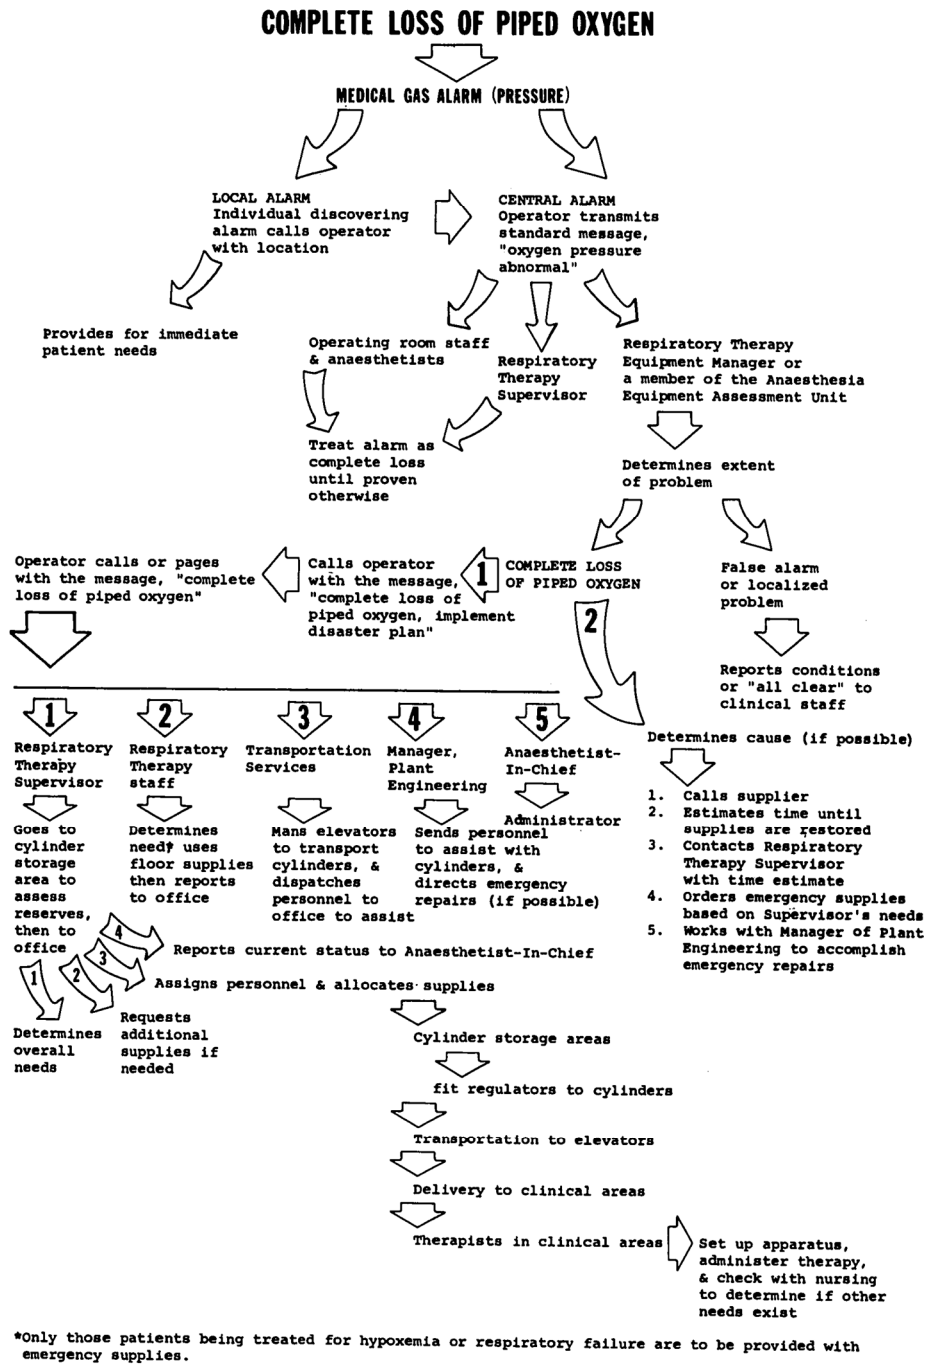 COMPLETE LOSS OF PIPED OXYGEN
MEDICAL GAS ALARM (PRESSURE)
LOCAL ALARM
Individual discovering
alarm calls operator
with location
CENTRAL ALARM
Operator transmits
standard message,
"oxygen pressure
abnormal"
Provides for immediate
patient needs
Operating room staff
& anaesthetists
Respiratory
Therapy
Supervisor
Respiratory Therapy
Equipment Manager or
a member of the Anaesthesia
Equipment Assessment Unit
Treat alarm as
complete loss
until proven
otherwise
Determines extent
of problem
Operator calls or pages
with the message, "complete
loss of piped oxygen"
Calls operator
with the message,
"complete loss of
piped oxygen, implement
disaster plan"
1
COMPLETE LOSS
OF PIPED OXYGEN
2
False alarm
or localized
problem
Reports conditions
or "all clear" to
clinical staff
1
Respiratory
Therapy
Supervisor
2
Respiratory
Therapy
staff
3
Transportation
Services
4
Manager,
Plant
Engineering
5
Anaesthetist-
In-Chief
Determines cause (if possible)
Goes to
cylinder
storage
area to
assess
reserves,
then to
office
Determines
need* uses
floor supplies
then reports
to office
Mans elevators
to transport
cylinders, &
dispatches
personnel to
office to assist
Sends personnel
to assist with
cylinders, &
directs emergency
repairs (if possible)
Administrator
1. Calls supplier
2. Estimates time until
supplies are restored
3. Contacts Respiratory
Therapy Supervisor
with time estimate
4. Orders emergency supplies
based on Supervisor's needs
5. Works with Manager of Plant
Engineering to accomplish
emergency repairs
4
Reports current status to Anaesthetist-In-Chief
3
Assigns personnel & allocates supplies
1
Determines
overall
needs
2
Requests
additional
supplies if
needed
Cylinder storage areas
fit regulators to cylinders
Transportation to elevators
Delivery to clinical areas
Therapists in clinical areas
Set up apparatus,
administer therapy,
& check with nursing
to determine if other
needs exist
*Only those patients being treated for hypoxemia or respiratory failure are to be provided with
emergency supplies.